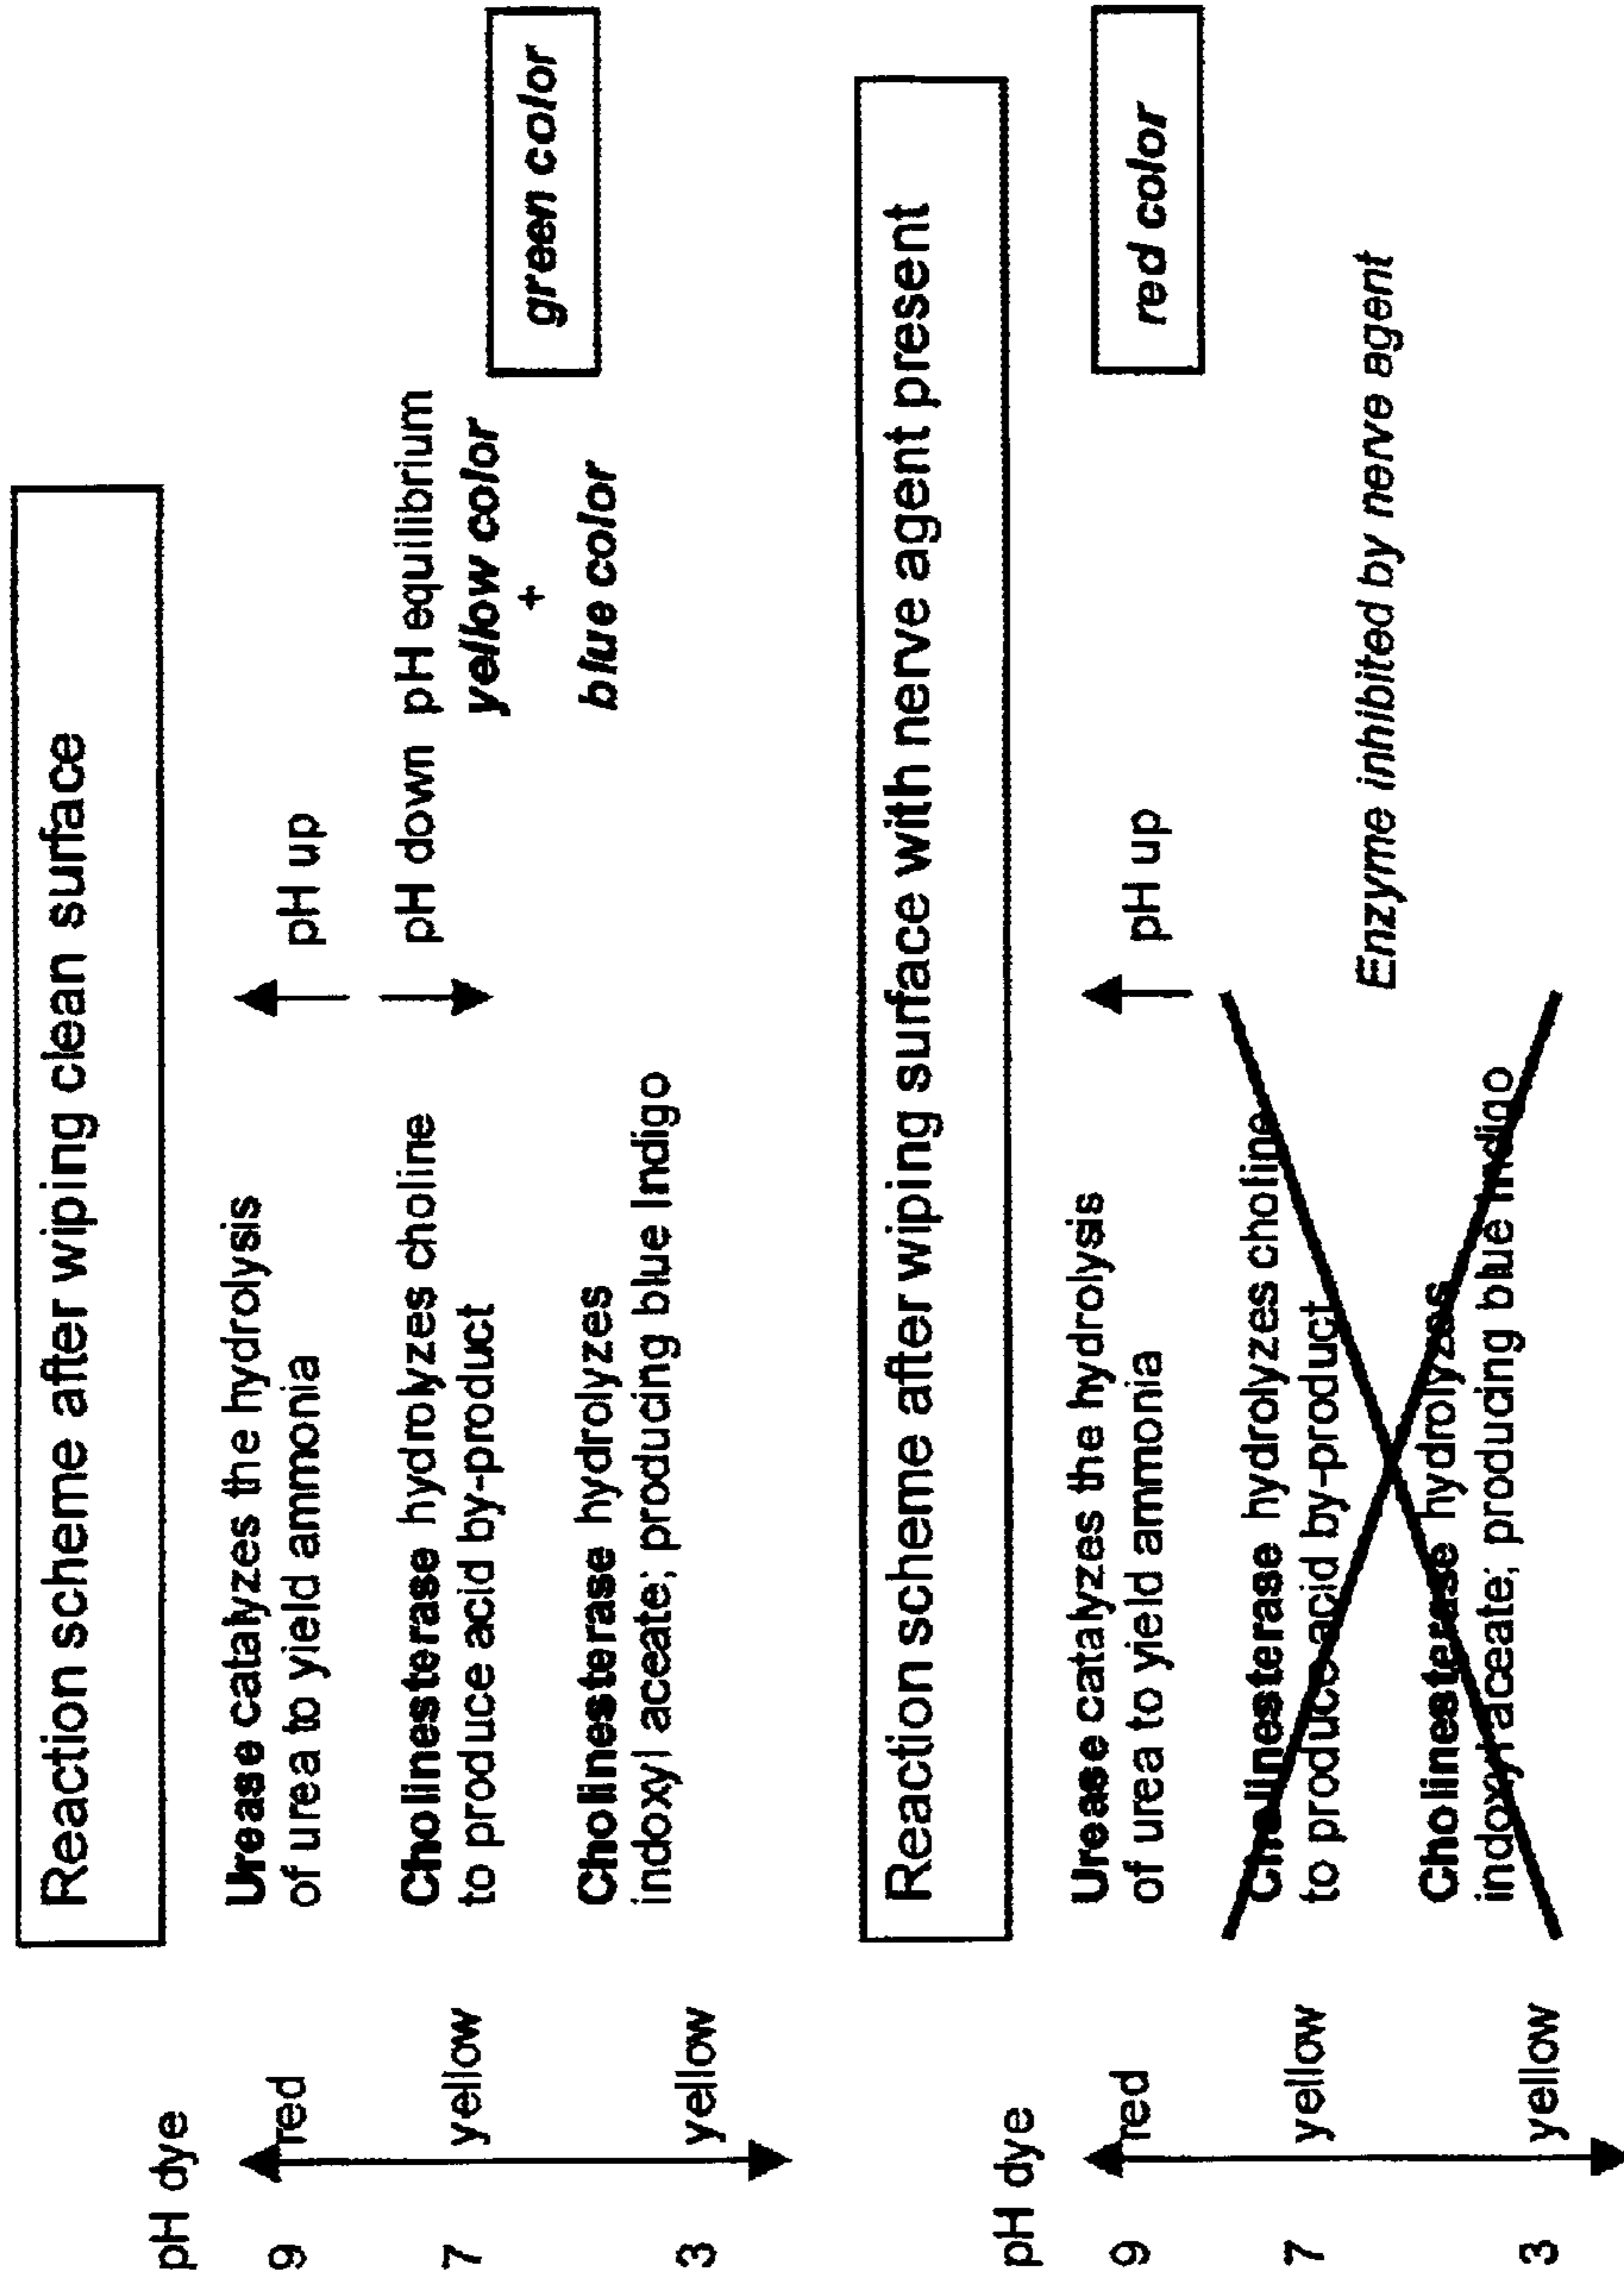 Reaction scheme after wiping clean surface
pH dye
9 red
7 yellow
3 yellow
Urease catalyzes the hydrolysis
of urea to yield ammonia
pH up
Cholinesterase hydrolyzes choline
to produce acid by-product
pH down pH equilibrium
yellow color
+
blue color
Cholinesterase hydrolyzes
indoxyl aceate; producing blue Indigo
green color
Reaction scheme after wiping surface with nerve agent present
pH dye
9 red
7 yellow
3 yellow
Urease catalyzes the hydrolysis
of urea to yield ammonia
pH up
red color
Cholinesterase hydrolyzes choline
to produce acid by-product
Enzyme inhibited by nerve agent
Cholinesterase hydrolyzes
indoxyl aceate; producing blue Indigo